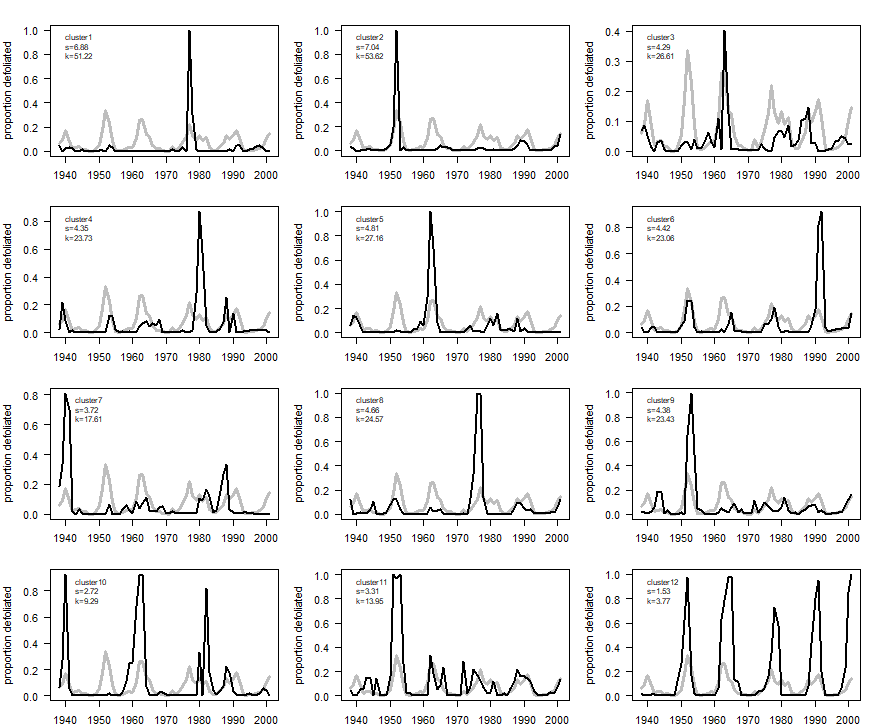 cluster1
s=6.88
k=51.22
proportion defoliated
1.0
0.8
0.6
0.4
0.2
0.0
1940 1950 1960 1970 1980 1990 2000
cluster2
s=7.04
k=53.62
proportion defoliated
1.0
0.8
0.6
0.4
0.2
0.0
1940 1950 1960 1970 1980 1990 2000
cluster3
s=4.29
k=26.61
proportion defoliated
0.4
0.3
0.2
0.1
0.0
1940 1950 1960 1970 1980 1990 2000
cluster4
s=4.35
k=23.73
proportion defoliated
0.8
0.6
0.4
0.2
0.0
1940 1950 1960 1970 1980 1990 2000
cluster5
s=4.81
k=27.16
proportion defoliated
1.0
0.8
0.6
0.4
0.2
0.0
1940 1950 1960 1970 1980 1990 2000
cluster6
s=4.42
k=23.06
proportion defoliated
0.8
0.6
0.4
0.2
0.0
1940 1950 1960 1970 1980 1990 2000
cluster7
s=3.72
k=17.61
proportion defoliated
0.8
0.6
0.4
0.2
0.0
1940 1950 1960 1970 1980 1990 2000
cluster8
s=4.66
k=24.57
proportion defoliated
1.0
0.8
0.6
0.4
0.2
0.0
1940 1950 1960 1970 1980 1990 2000
cluster9
s=4.38
k=23.43
proportion defoliated
1.0
0.8
0.6
0.4
0.2
0.0
1940 1950 1960 1970 1980 1990 2000
cluster10
s=2.72
k=9.29
proportion defoliated
0.8
0.6
0.4
0.2
0.0
1940 1950 1960 1970 1980 1990 2000
cluster11
s=3.31
k=13.95
proportion defoliated
1.0
0.8
0.6
0.4
0.2
0.0
1940 1950 1960 1970 1980 1990 2000
cluster12
s=1.53
k=3.77
proportion defoliated
1.0
0.8
0.6
0.4
0.2
0.0
1940 1950 1960 1970 1980 1990 2000